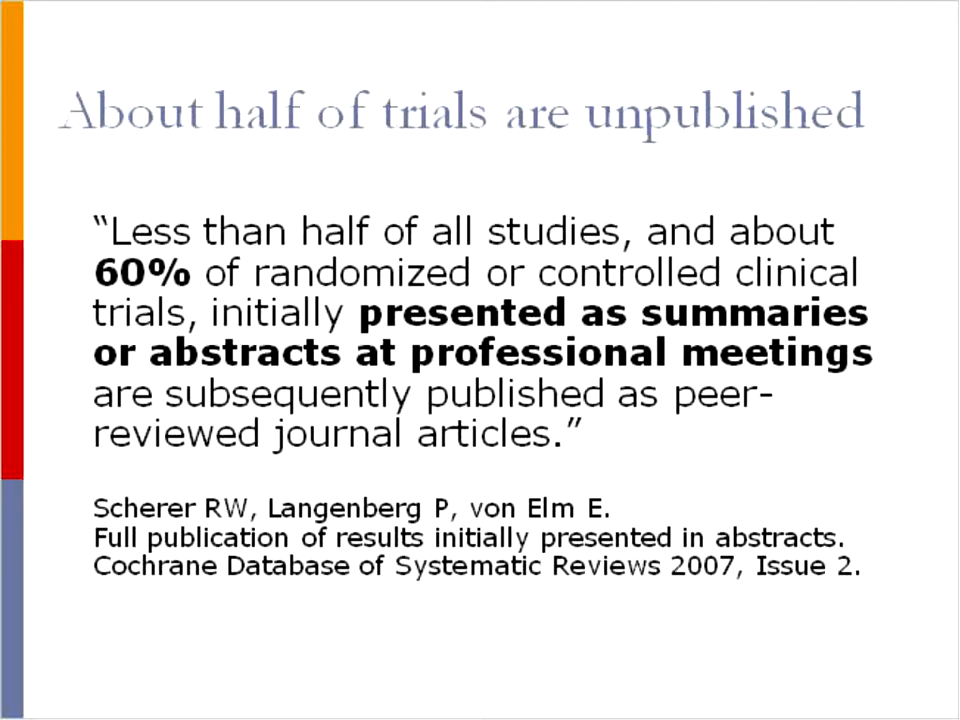 About half of trials are unpublished
“Less than half of all studies, and about
60% of randomized or controlled clinical
trials, initially presented as summaries
or abstracts at professional meetings
are subsequently published as peer-
reviewed journal articles.”
Scherer RW, Langenberg P, von Elm E.
Full publication of results initially presented in abstracts.
Cochrane Database of Systematic Reviews 2007, Issue 2.